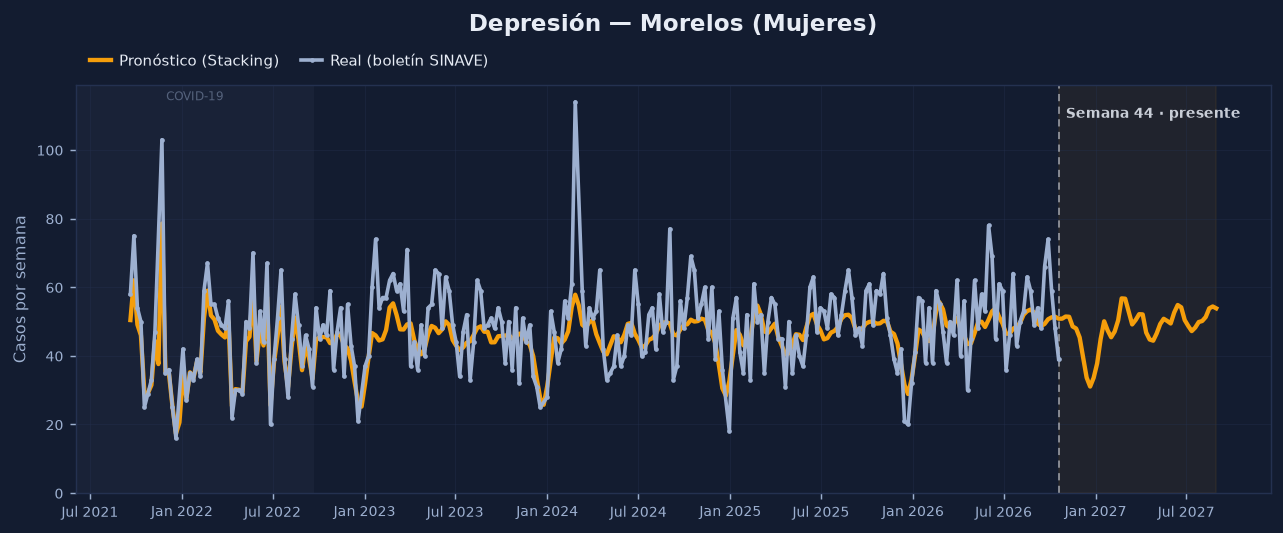 Depresión — Morelos (Mujeres)
Pronóstico (Stacking)
Real (boletín SINAVE)
COVID-19
Semana 44 · presente
Casos por semana
100
80
60
40
20
0
Jul 2021
Jan 2022
Jul 2022
Jan 2023
Jul 2023
Jan 2024
Jul 2024
Jan 2025
Jul 2025
Jan 2026
Jul 2026
Jan 2027
Jul 2027